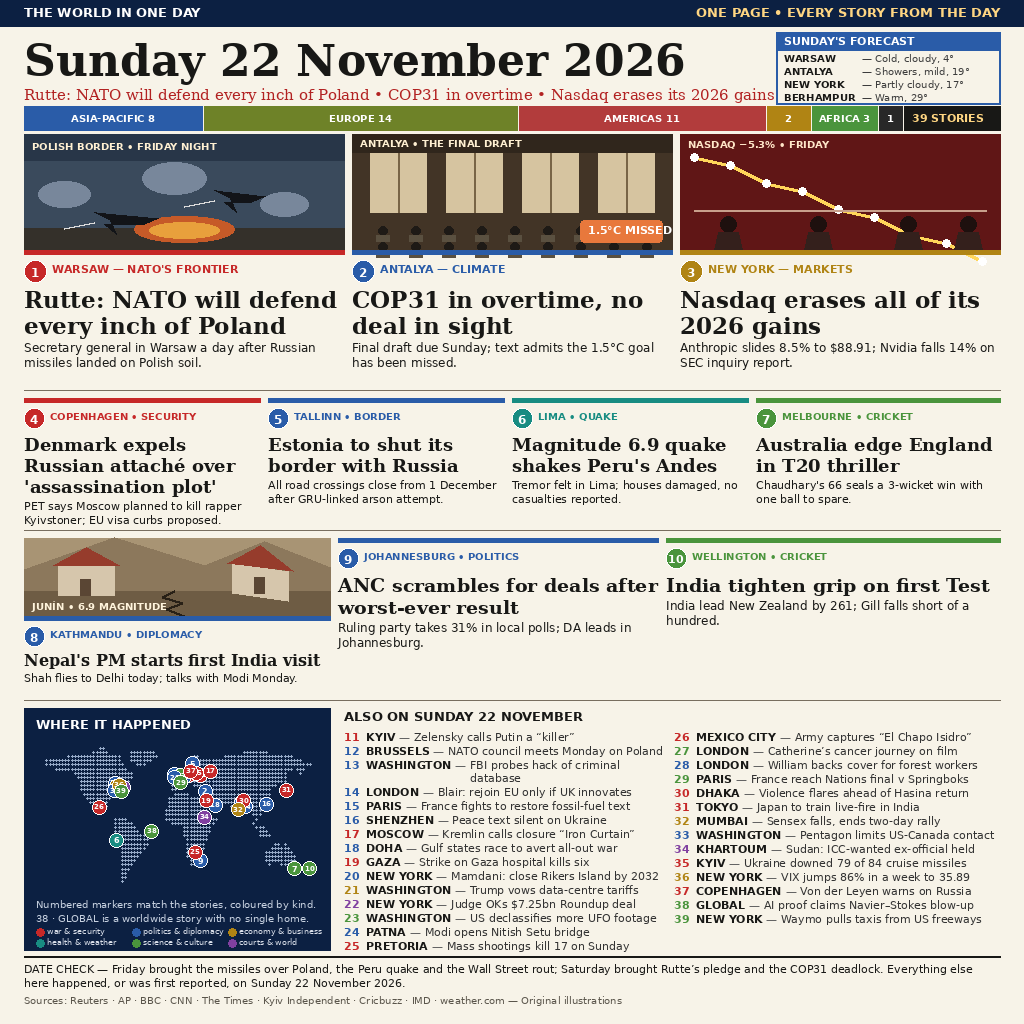 THE WORLD IN ONE DAY
ONE PAGE • EVERY STORY FROM THE DAY
Sunday 22 November 2026
Rutte: NATO will defend every inch of Poland • COP31 in overtime • Nasdaq erases its 2026 gains
SUNDAY'S FORECAST
WARSAW — Cold, cloudy, 4°
ANTALYA — Showers, mild, 19°
NEW YORK — Partly cloudy, 17°
BERHAMPUR — Warm, 29°
ASIA-PACIFIC 8
EUROPE 14
AMERICAS 11
2
AFRICA 3
1
39 STORIES
POLISH BORDER • FRIDAY NIGHT
1 WARSAW — NATO'S FRONTIER
Rutte: NATO will defend
every inch of Poland
Secretary general in Warsaw a day after Russian
missiles landed on Polish soil.
ANTALYA • THE FINAL DRAFT
1.5°C MISSED
2 ANTALYA — CLIMATE
COP31 in overtime, no
deal in sight
Final draft due Sunday; text admits the 1.5°C goal
has been missed.
NASDAQ −5.3% • FRIDAY
3 NEW YORK — MARKETS
Nasdaq erases all of its
2026 gains
Anthropic slides 8.5% to $88.91; Nvidia falls 14% on
SEC inquiry report.
4 COPENHAGEN • SECURITY
Denmark expels
Russian attaché over
'assassination plot'
PET says Moscow planned to kill rapper
Kyivstoner; EU visa curbs proposed.
5 TALLINN • BORDER
Estonia to shut its
border with Russia
All road crossings close from 1 December
after GRU-linked arson attempt.
6 LIMA • QUAKE
Magnitude 6.9 quake
shakes Peru's Andes
Tremor felt in Lima; houses damaged, no
casualties reported.
7 MELBOURNE • CRICKET
Australia edge England
in T20 thriller
Chaudhary's 66 seals a 3-wicket win with
one ball to spare.
JUNÍN • 6.9 MAGNITUDE
8 KATHMANDU • DIPLOMACY
Nepal's PM starts first India visit
Shah flies to Delhi today; talks with Modi Monday.
9 JOHANNESBURG • POLITICS
ANC scrambles for deals after
worst-ever result
Ruling party takes 31% in local polls; DA leads in
Johannesburg.
10 WELLINGTON • CRICKET
India tighten grip on first Test
India lead New Zealand by 261; Gill falls short of a
hundred.
WHERE IT HAPPENED
5
37
17
29
39
26
2
19
18
30
32
16
31
34
38
6
25
9
7
10
Numbered markers match the stories, coloured by kind.
38 · GLOBAL is a worldwide story with no single home.
war & security
politics & diplomacy
economy & business
health & weather
science & culture
courts & world
ALSO ON SUNDAY 22 NOVEMBER
11 KYIV — Zelensky calls Putin a “killer”
12 BRUSSELS — NATO council meets Monday on Poland
13 WASHINGTON — FBI probes hack of criminal
database
14 LONDON — Blair: rejoin EU only if UK innovates
15 PARIS — France fights to restore fossil-fuel text
16 SHENZHEN — Peace text silent on Ukraine
17 MOSCOW — Kremlin calls closure “Iron Curtain”
18 DOHA — Gulf states race to avert all-out war
19 GAZA — Strike on Gaza hospital kills six
20 NEW YORK — Mamdani: close Rikers Island by 2032
21 WASHINGTON — Trump vows data-centre tariffs
22 NEW YORK — Judge OKs $7.25bn Roundup deal
23 WASHINGTON — US declassifies more UFO footage
24 PATNA — Modi opens Nitish Setu bridge
25 PRETORIA — Mass shootings kill 17 on Sunday
26 MEXICO CITY — Army captures “El Chapo Isidro”
27 LONDON — Catherine’s cancer journey on film
28 LONDON — William backs cover for forest workers
29 PARIS — France reach Nations final v Springboks
30 DHAKA — Violence flares ahead of Hasina return
31 TOKYO — Japan to train live-fire in India
32 MUMBAI — Sensex falls, ends two-day rally
33 WASHINGTON — Pentagon limits US-Canada contact
34 KHARTOUM — Sudan: ICC-wanted ex-official held
35 KYIV — Ukraine downed 79 of 84 cruise missiles
36 NEW YORK — VIX jumps 86% in a week to 35.89
37 COPENHAGEN — Von der Leyen warns on Russia
38 GLOBAL — AI proof claims Navier–Stokes blow-up
39 NEW YORK — Waymo pulls taxis from US freeways
DATE CHECK — Friday brought the missiles over Poland, the Peru quake and the Wall Street rout; Saturday brought Rutte’s pledge and the COP31 deadlock. Everything else
here happened, or was first reported, on Sunday 22 November 2026.
Sources: Reuters · AP · BBC · CNN · The Times · Kyiv Independent · Cricbuzz · IMD · weather.com — Original illustrations